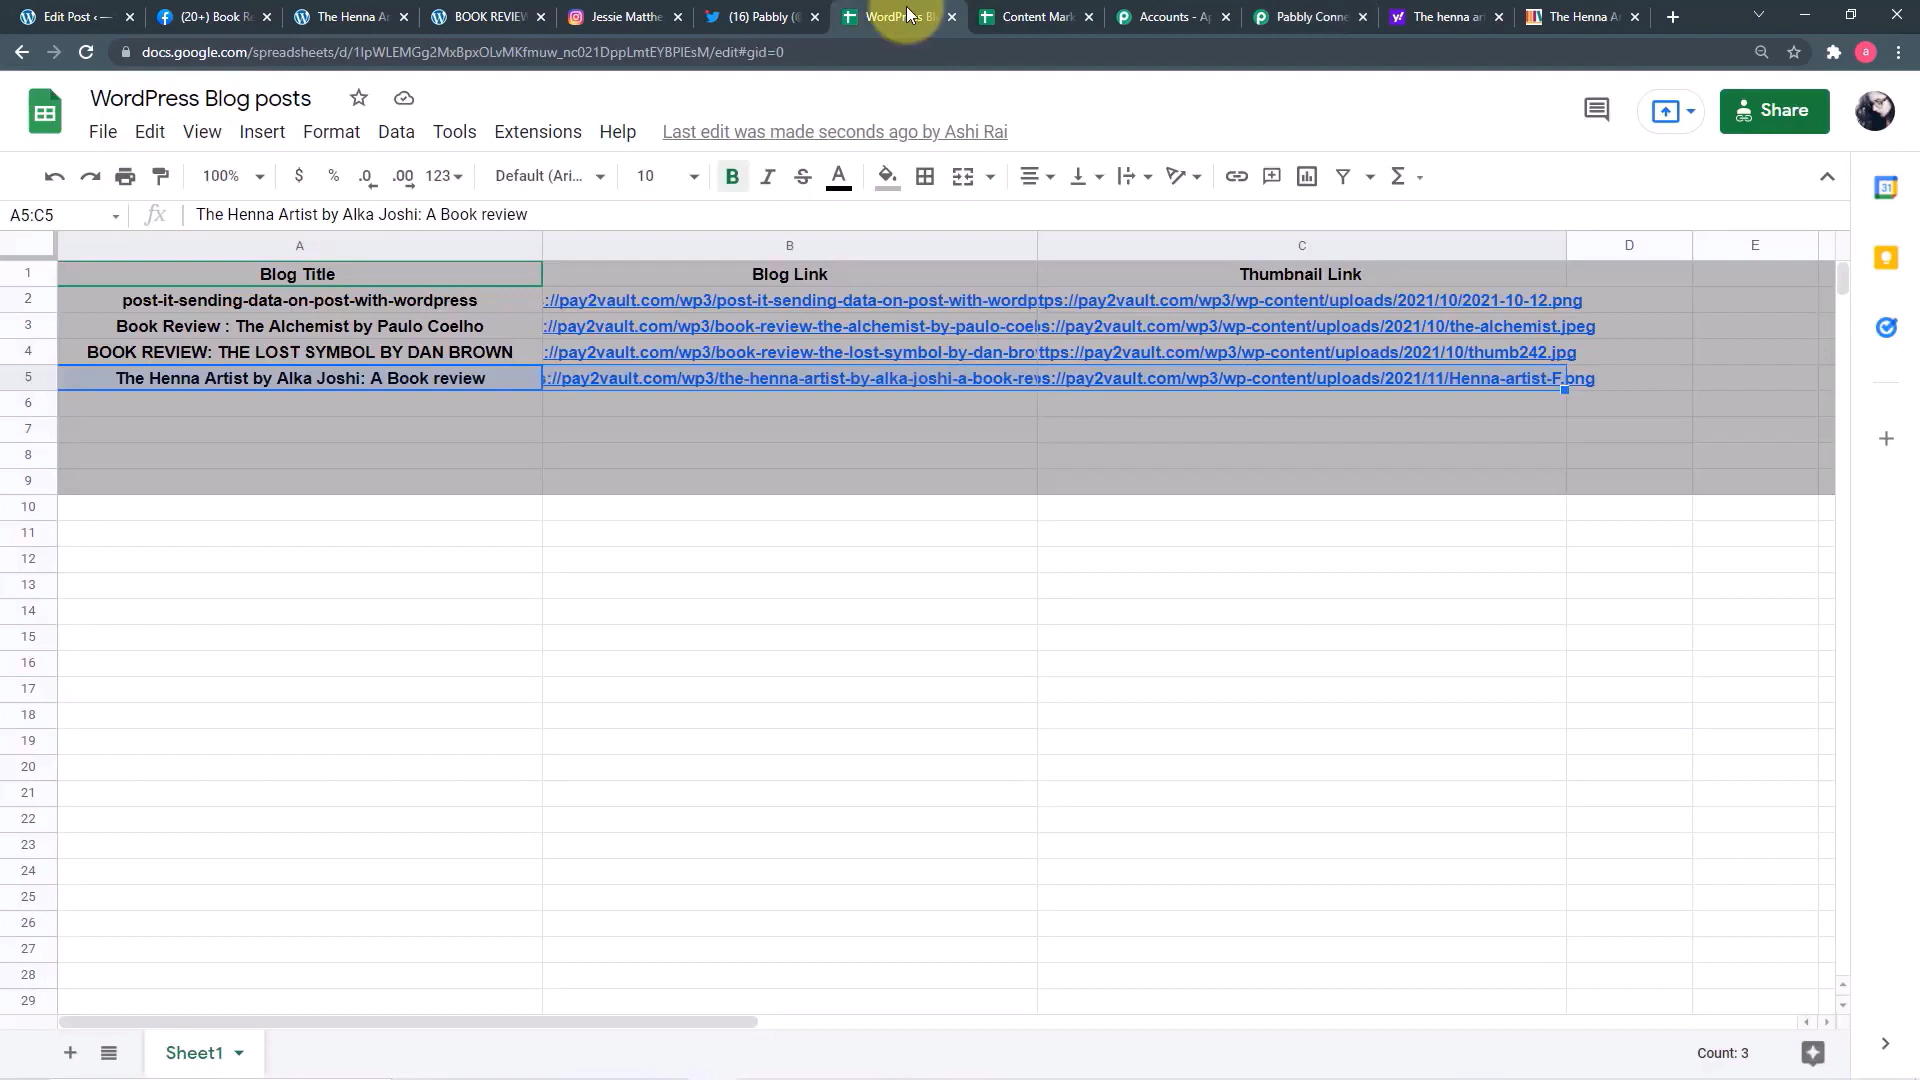 Edit Post ‹ — (20+) Book R The Henna A BOOK REVIEW Jessie Matthe (16) Pabbly (@ WordPress Bl Content Mark Accounts - Ap Pabbly Conne The henna ar The Henna A
docs.google.com/spreadsheets/d/1IpWLEMGg2MxBpxOLvMKfmuw_nc021DppLmtEYBPlEsM/edit#gid=0 a
WordPress Blog posts
Share
File Edit View Insert Format Data Tools Extensions Help Last edit was made seconds ago by Ashi Rai
100% $ % .0 .00 123 Default (Ari... 10 B I S A Σ
A5:C5 fx The Henna Artist by Alka Joshi: A Book review
A B C D E
1 Blog Title Blog Link Thumbnail Link
2 post-it-sending-data-on-post-with-wordpress ://pay2vault.com/wp3/post-it-sending-data-on-post-with-wordp tps://pay2vault.com/wp3/wp-content/uploads/2021/10/2021-10-12.png
3 Book Review : The Alchemist by Paulo Coelho ://pay2vault.com/wp3/book-review-the-alchemist-by-paulo-coel s://pay2vault.com/wp3/wp-content/uploads/2021/10/the-alchemist.jpeg
4 BOOK REVIEW: THE LOST SYMBOL BY DAN BROWN ://pay2vault.com/wp3/book-review-the-lost-symbol-by-dan-bro ttps://pay2vault.com/wp3/wp-content/uploads/2021/10/thumb242.jpg
5 The Henna Artist by Alka Joshi: A Book review s://pay2vault.com/wp3/the-henna-artist-by-alka-joshi-a-book-rev s://pay2vault.com/wp3/wp-content/uploads/2021/11/Henna-artist-F.png
6
7
8
9
10
11
12
13
14
15
16
17
18
19
20
21
22
23
24
25
26
27
28
29
Sheet1 Count: 3